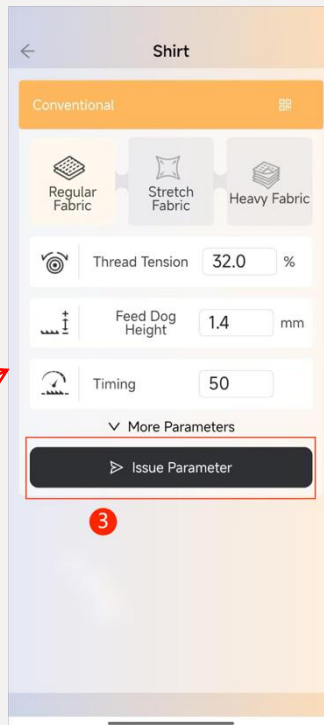 Shirt
Conventional
Regular
Fabric
Stretch
Fabric
Heavy Fabric
Thread Tension 32.0 %
Feed Dog
Height 1.4 mm
Timing 50
More Parameters
Issue Parameter
3